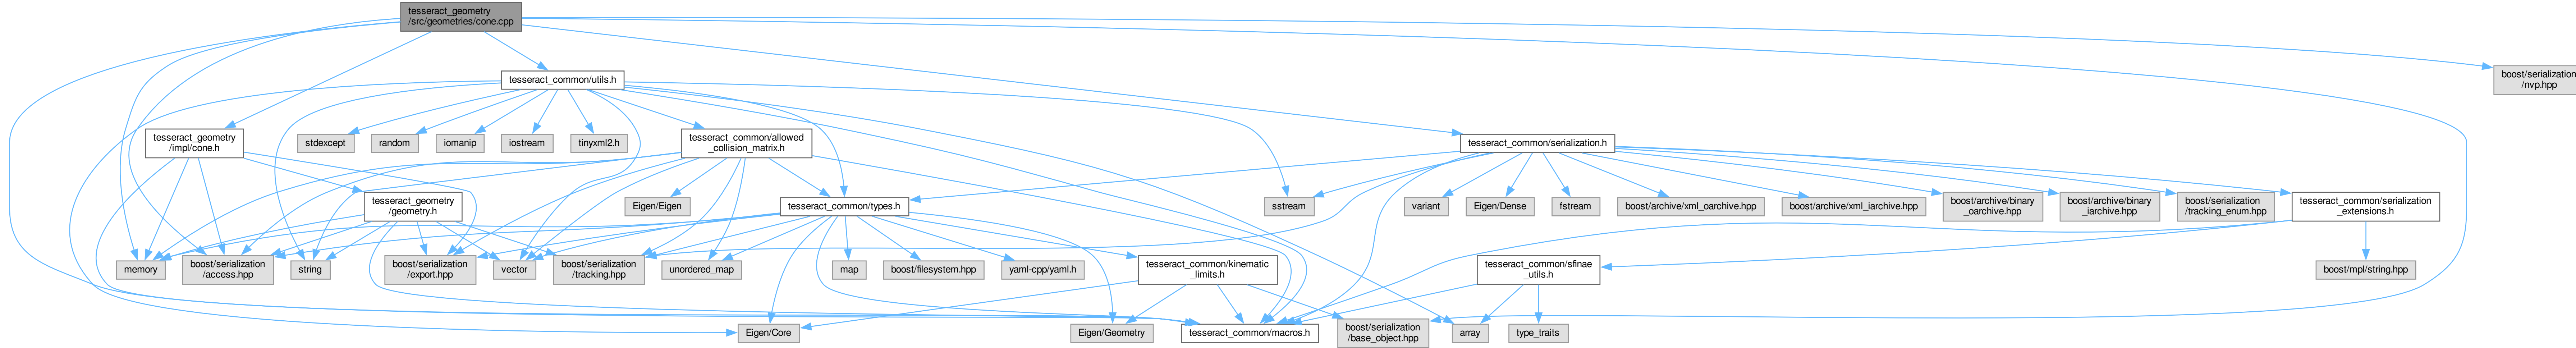 tesseract_geometry
/src/geometries/cone.cpp
tesseract_common/utils.h
boost/serialization
/nvp.hpp
tesseract_geometry
/impl/cone.h
stdexcept
random
iomanip
iostream
tinyxml2.h
tesseract_common/allowed
_collision_matrix.h
tesseract_common/serialization.h
tesseract_geometry
/geometry.h
Eigen/Eigen
tesseract_common/types.h
sstream
variant
Eigen/Dense
fstream
boost/archive/xml_oarchive.hpp
boost/archive/xml_iarchive.hpp
boost/archive/binary
_oarchive.hpp
boost/archive/binary
_iarchive.hpp
boost/serialization
/tracking_enum.hpp
tesseract_common/serialization
_extensions.h
memory
boost/serialization
/access.hpp
string
boost/serialization
/export.hpp
vector
boost/serialization
/tracking.hpp
unordered_map
map
boost/filesystem.hpp
yaml-cpp/yaml.h
tesseract_common/kinematic
_limits.h
tesseract_common/sfinae
_utils.h
boost/mpl/string.hpp
Eigen/Core
Eigen/Geometry
tesseract_common/macros.h
boost/serialization
/base_object.hpp
array
type_traits